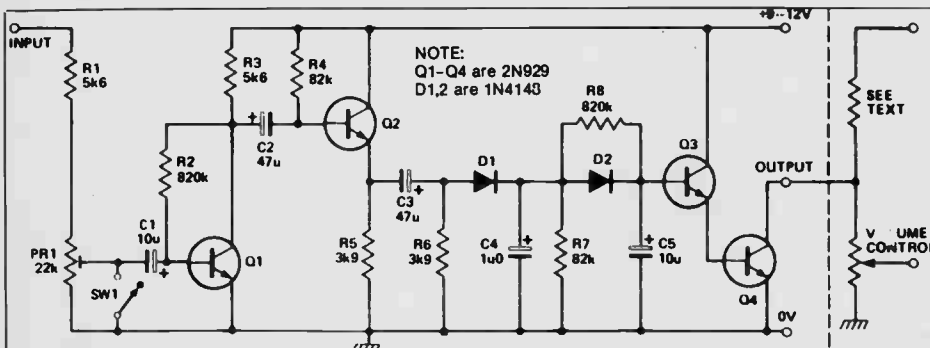 +9--12V
INPUT
R1
5k6
R3
5k6
R4
82k
NOTE:
Q1-Q4 are 2N929
D1,2 are 1N4148
SEE
TEXT
R8
820k
Q2
Q3
C2
47u
R2
820k
D1
D2
OUTPUT
C3
47u
V UME
CONTROL
C1
10u
PR1
22k
Q1
R5
3k9
R6
3k9
C4
1u0
R7
82k
C5
10u
Q4
SW1
0V